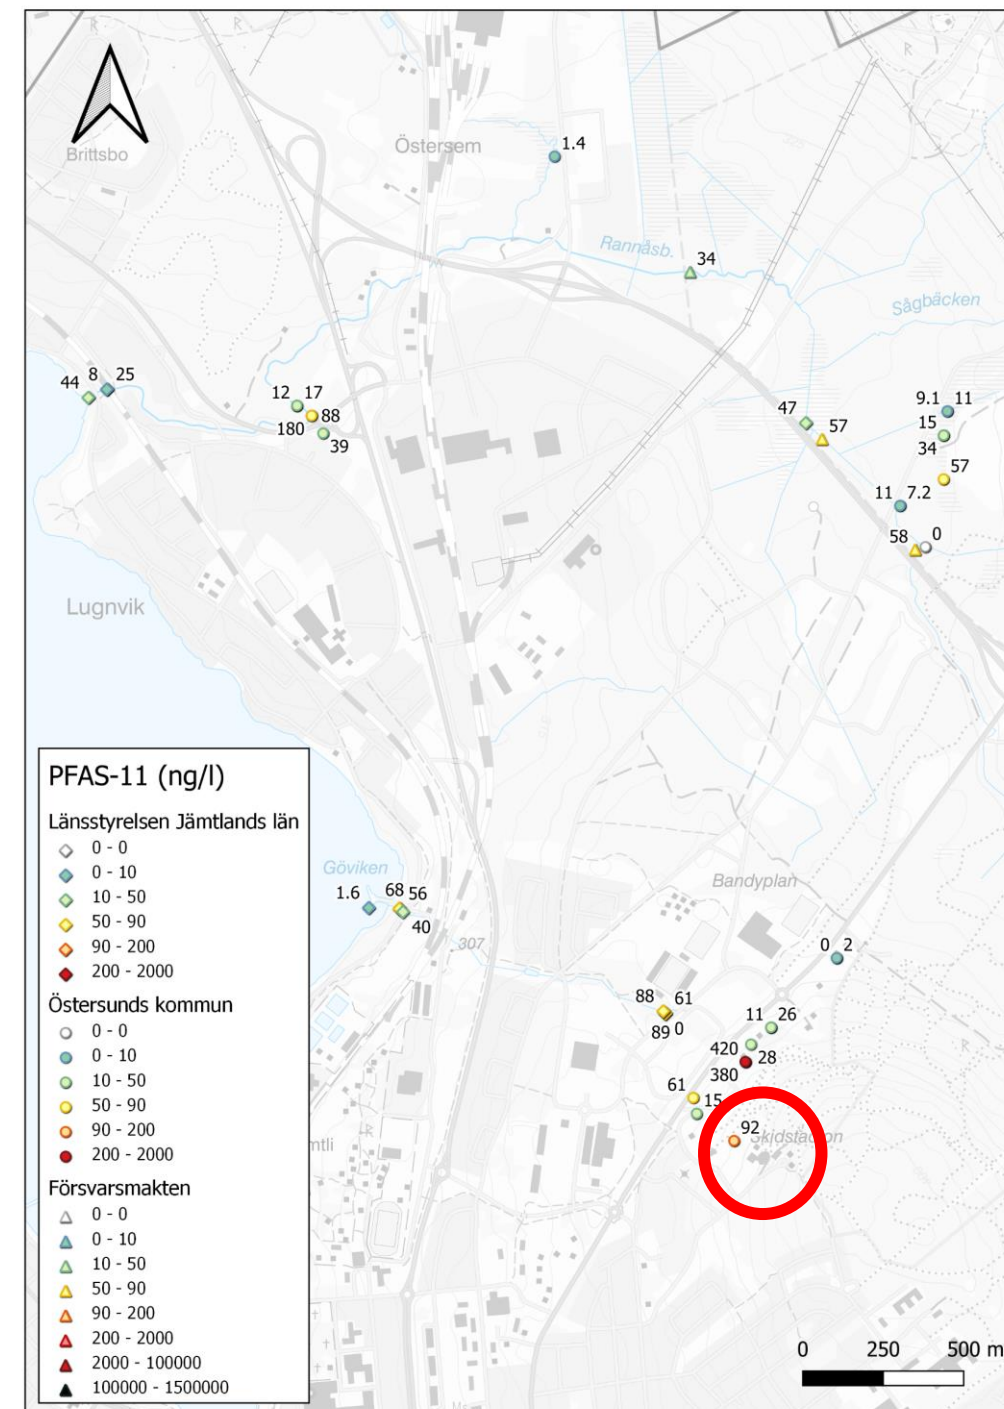 Brittsbo
Östersem
1.4
Rannåsb.
34
Sågbäcken
44 8 25
12 17
180 88
39
47 57
9.1 11
15
34
57
11 7.2
58 0
Lugnvik
PFAS-11 (ng/l)
Länsstyrelsen Jämtlands län
0 - 0
0 - 10
10 - 50
50 - 90
90 - 200
200 - 2000
Östersunds kommun
0 - 0
0 - 10
10 - 50
50 - 90
90 - 200
200 - 2000
Försvarsmakten
0 - 0
0 - 10
10 - 50
50 - 90
90 - 200
200 - 2000
2000 - 100000
100000 - 1500000
Göviken
1.6 68 56
40
307
Bandyplan
0 2
88 61
89 0
11 26
420
28
380
61
15
92
Skidstadion
mtli
0 250 500 m